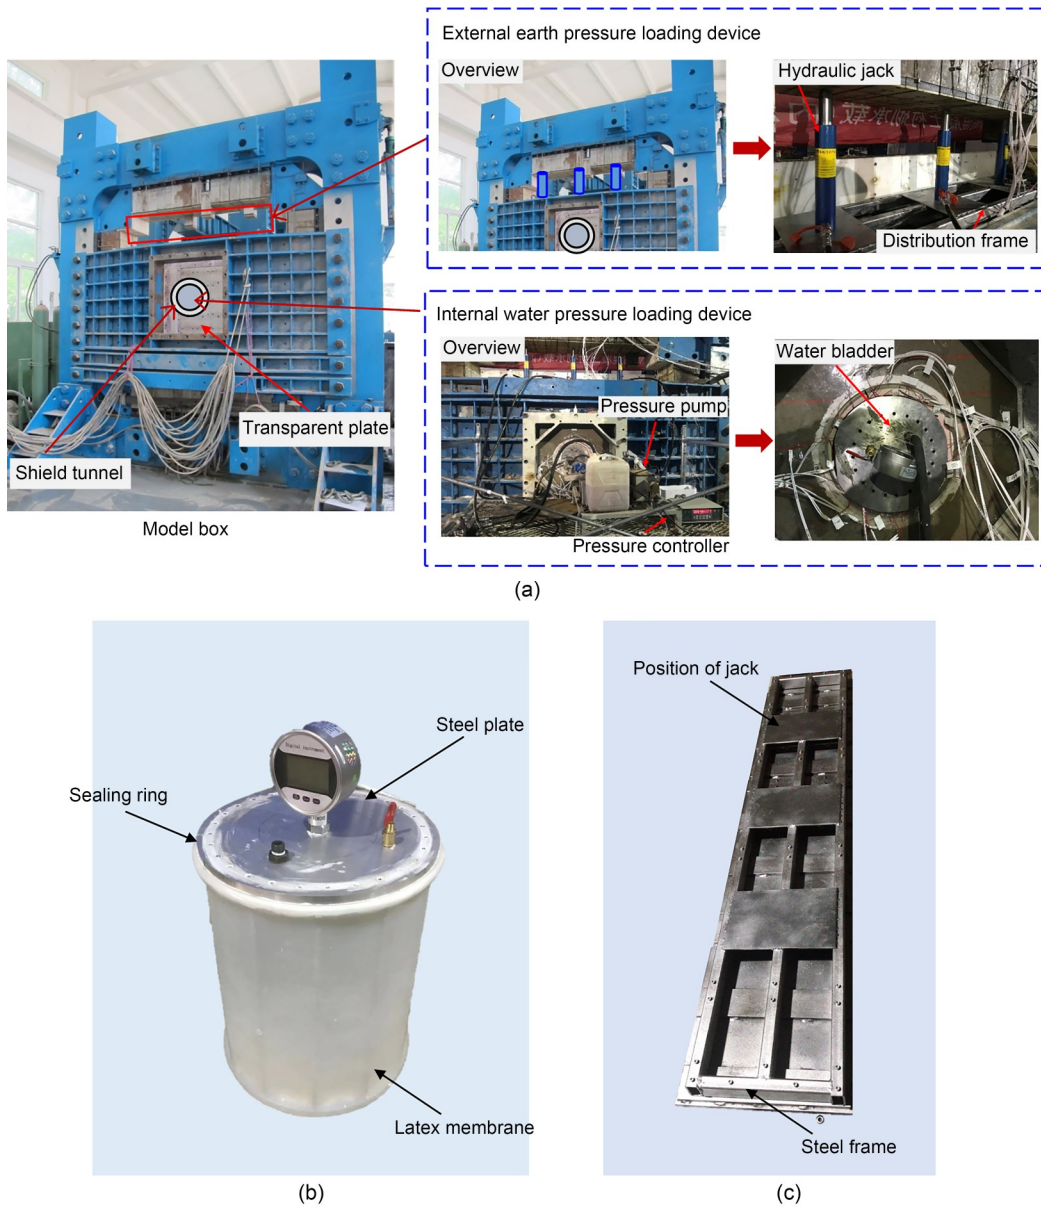 External earth pressure loading device
Overview
Hydraulic jack
Distribution frame
Internal water pressure loading device
Overview
Pressure pump
Pressure controller
Water bladder
Transparent plate
Shield tunnel
Model box
(a)
Steel plate
Sealing ring
Digital instrument
Latex membrane
(b)
Position of jack
Steel frame
(c)